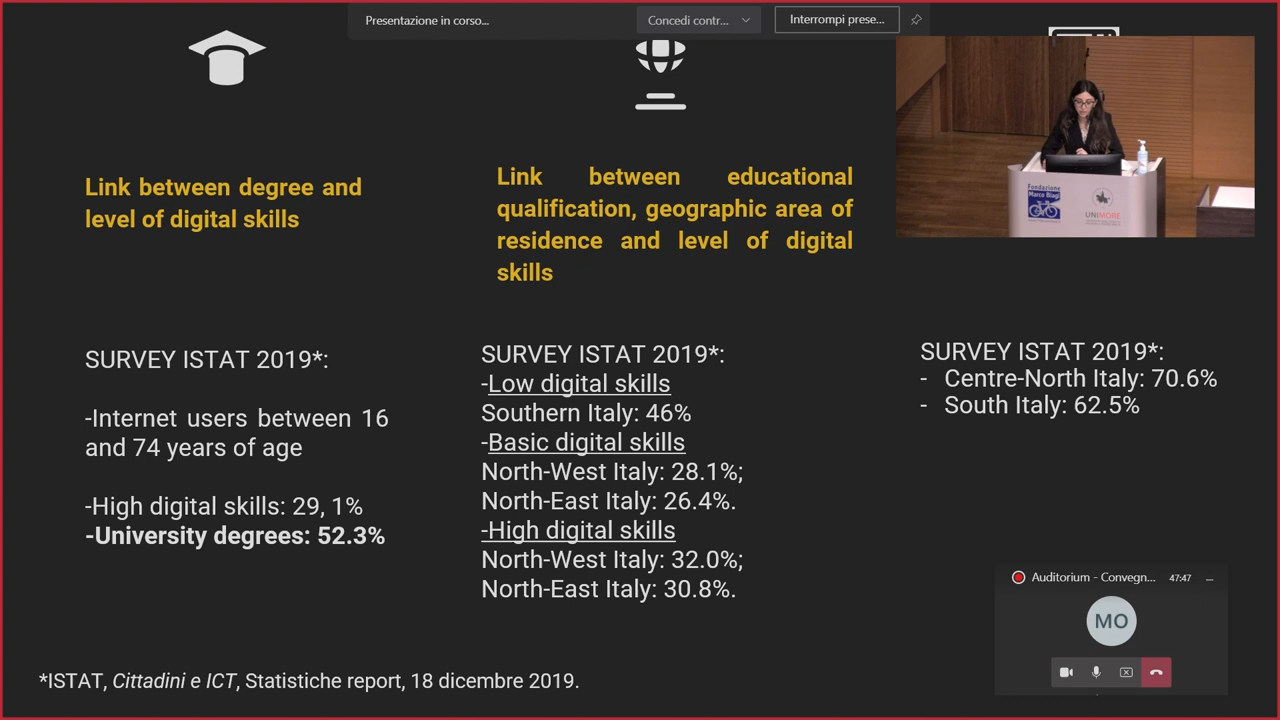 Presentazione in corso...
Concedi contr...
Interrompi prese...
Link between degree and
level of digital skills
Link between educational
qualification, geographic area of
residence and level of digital
skills
Fondazione
Marco Biagi
UNIMORE
SURVEY ISTAT 2019*:
-Internet users between 16
and 74 years of age
-High digital skills: 29, 1%
-University degrees: 52.3%
SURVEY ISTAT 2019*:
-Low digital skills
Southern Italy: 46%
-Basic digital skills
North-West Italy: 28.1%;
North-East Italy: 26.4%.
-High digital skills
North-West Italy: 32.0%;
North-East Italy: 30.8%.
SURVEY ISTAT 2019*:
- Centre-North Italy: 70.6%
- South Italy: 62.5%
Auditorium - Convegn...
47:47
MO
*ISTAT, Cittadini e ICT, Statistiche report, 18 dicembre 2019.